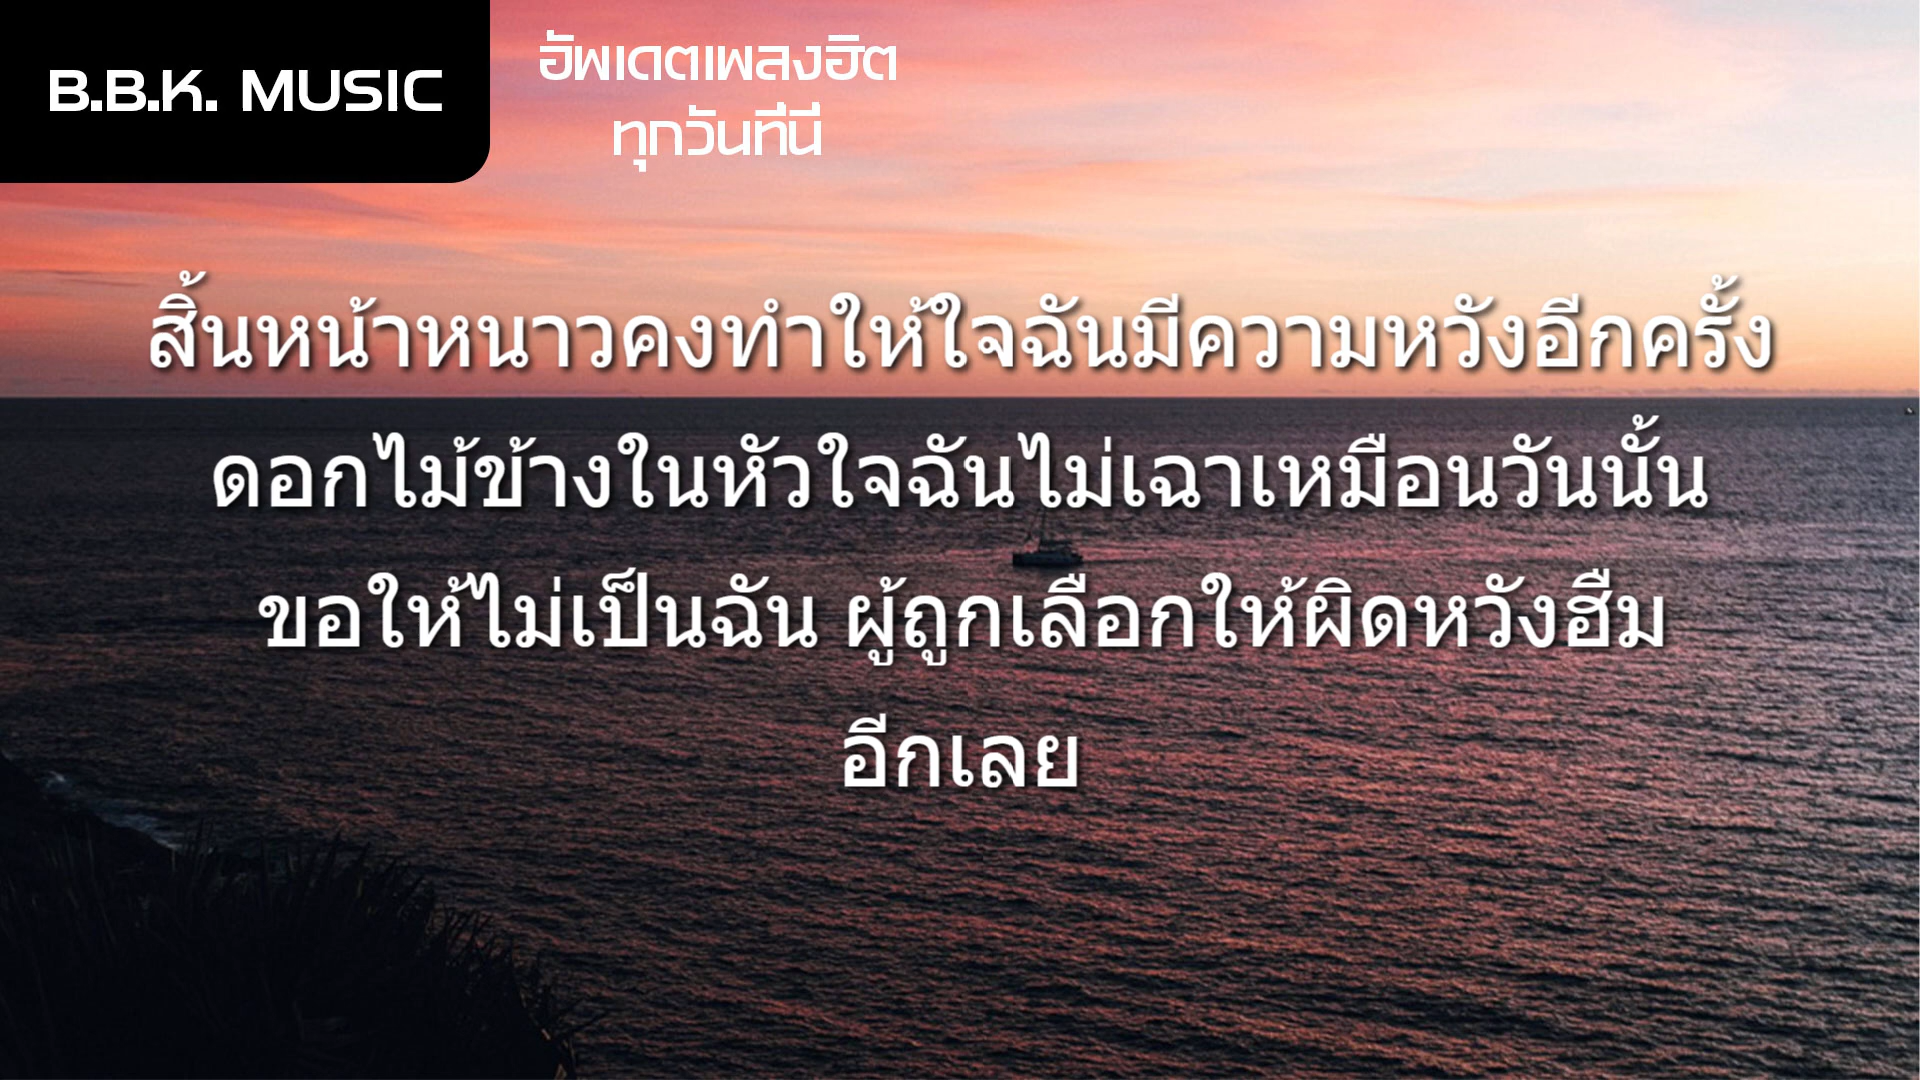 B.B.K. MUSIC
อัพเดตเพลงฮิต
ทุกวันที่นี่
สิ้นหน้าหนาวคงทำให้ใจฉันมีความหวังอีกครั้ง
ดอกไม้ข้างในหัวใจฉันไม่เฉาเหมือนวันนั้น
ขอให้ไม่เป็นฉัน ผู้ถูกเลือกให้ผิดหวังฮืม
อีกเลย